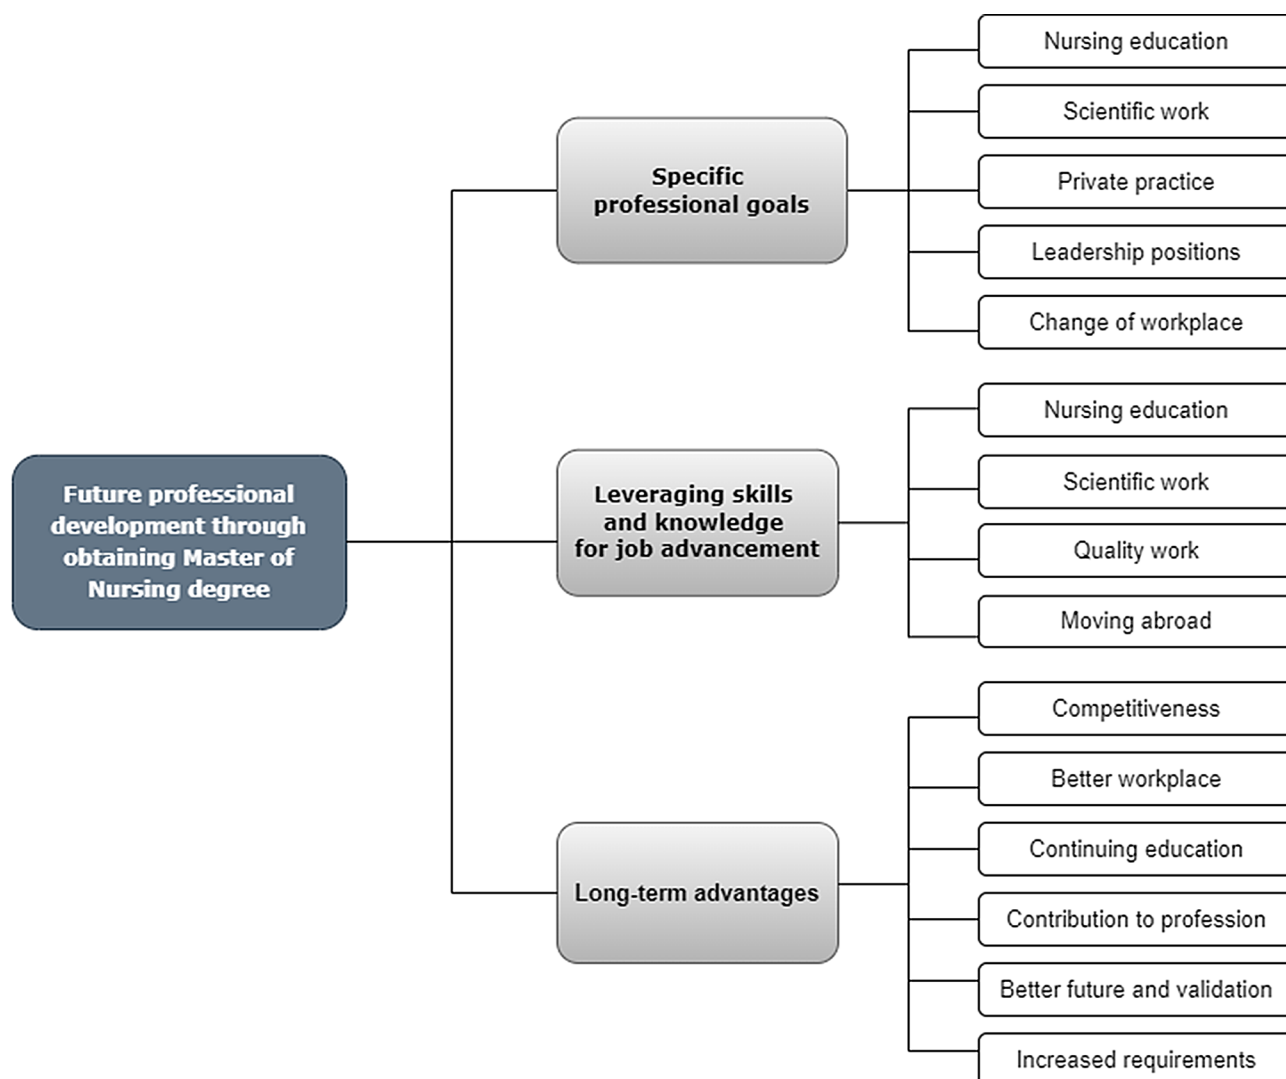 Future professional
development through
obtaining Master of
Nursing degree
Specific
professional goals
Nursing education
Scientific work
Private practice
Leadership positions
Change of workplace
Leveraging skills
and knowledge
for job advancement
Nursing education
Scientific work
Quality work
Moving abroad
Long-term advantages
Competitiveness
Better workplace
Continuing education
Contribution to profession
Better future and validation
Increased requirements